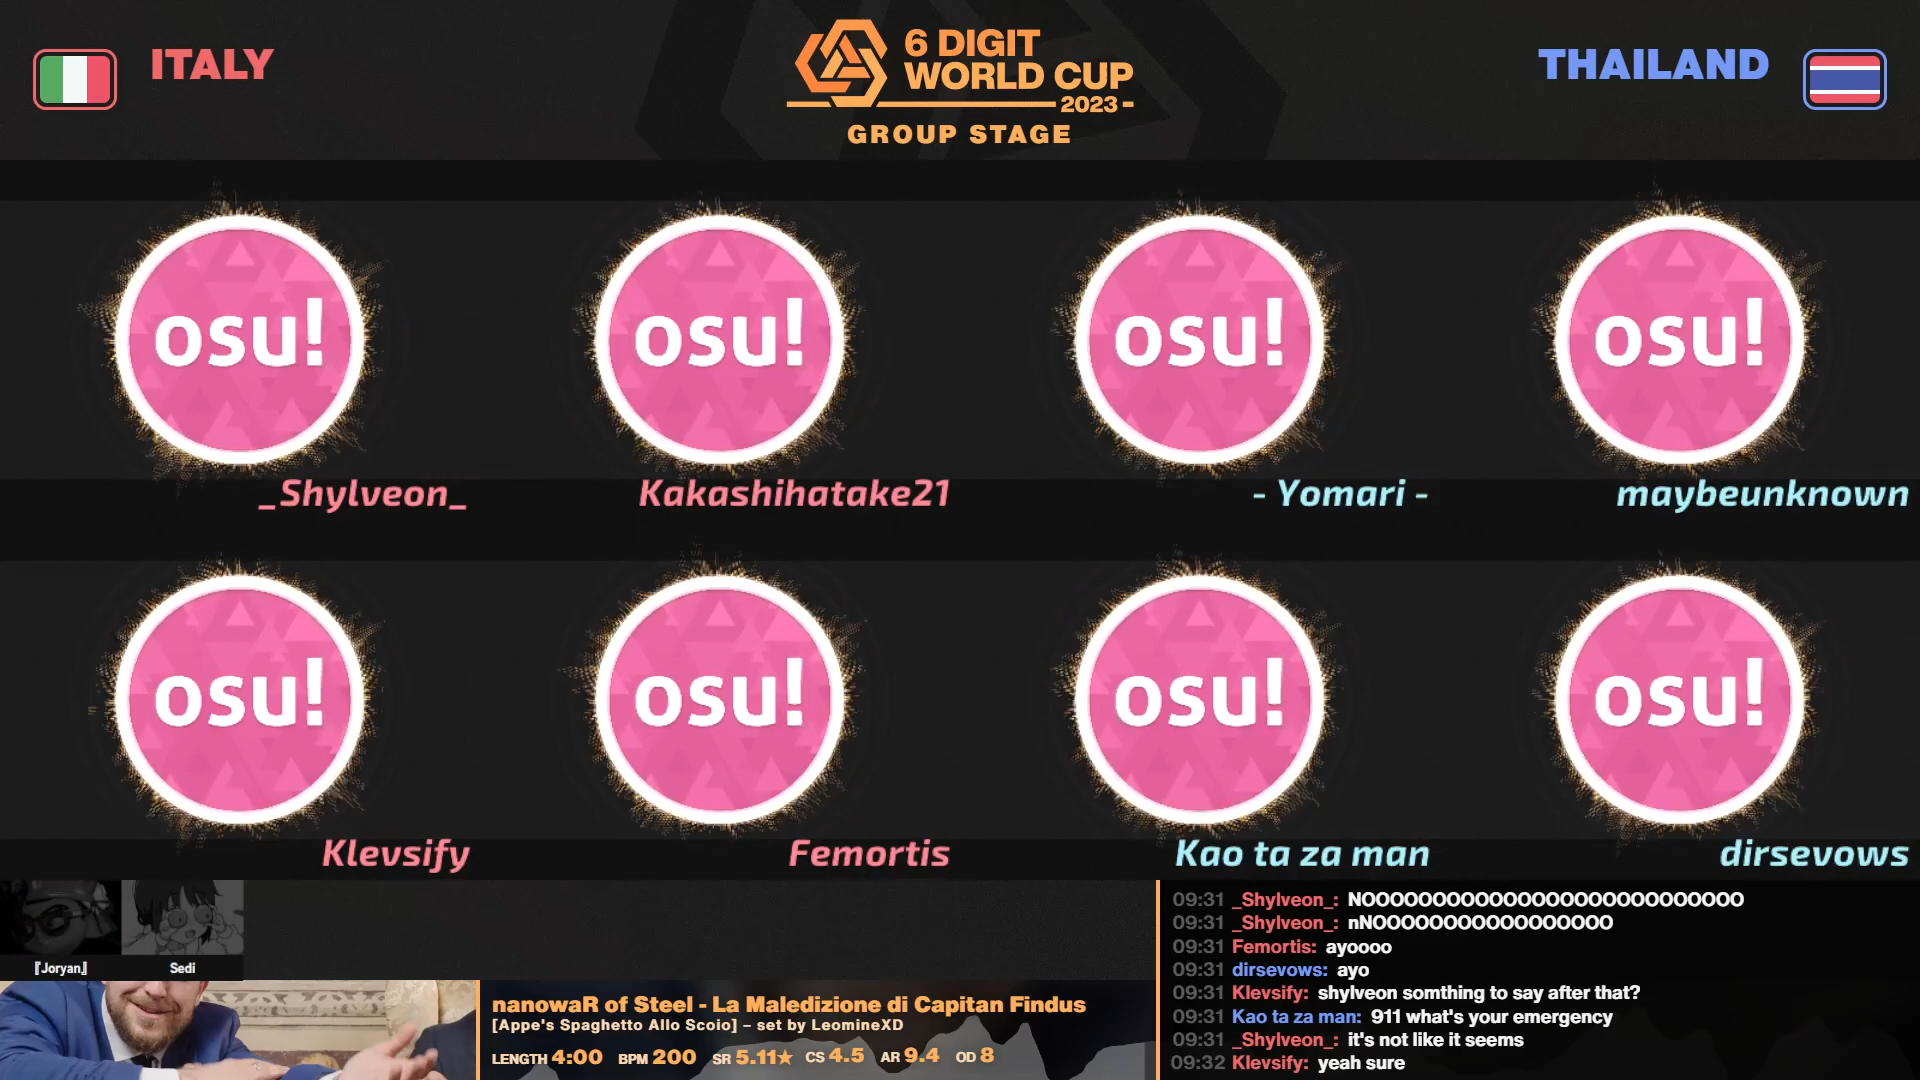 ITALY
6 DIGIT
WORLD CUP
2023
GROUP STAGE
THAILAND
osu!
osu!
osu!
osu!
_Shylveon_
Kakashihatake21
- Yomari -
maybeunknown
osu!
osu!
osu!
osu!
Klevsify
Femortis
Kao ta za man
dirsevows
『Joryan』
Sedi
nanowaR of Steel - La Maledizione di Capitan Findus
[Appe's Spaghetto Allo Scoio] – set by LeomineXD
LENGTH 4:00 BPM 200 SR 5.11★ CS 4.5 AR 9.4 OD 8
09:31 _Shylveon_: NOOOOOOOOOOOOOOOOOOOOOOOOOOO
09:31 _Shylveon_: nNOOOOOOOOOOOOOOOOO
09:31 Femortis: ayoooo
09:31 dirsevows: ayo
09:31 Klevsify: shylveon somthing to say after that?
09:31 Kao ta za man: 911 what's your emergency
09:31 _Shylveon_: it's not like it seems
09:32 Klevsify: yeah sure